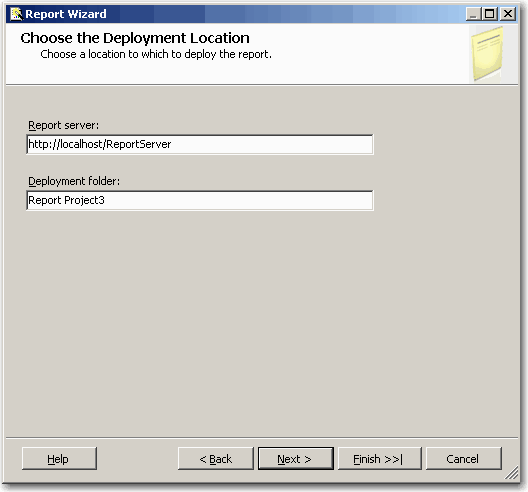 Report Wizard
Choose the Deployment Location
Choose a location to which to deploy the report.
Report server:
http://localhost/ReportServer
Deployment folder:
Report Project3
Help
< Back
Next >
Finish >>|
Cancel